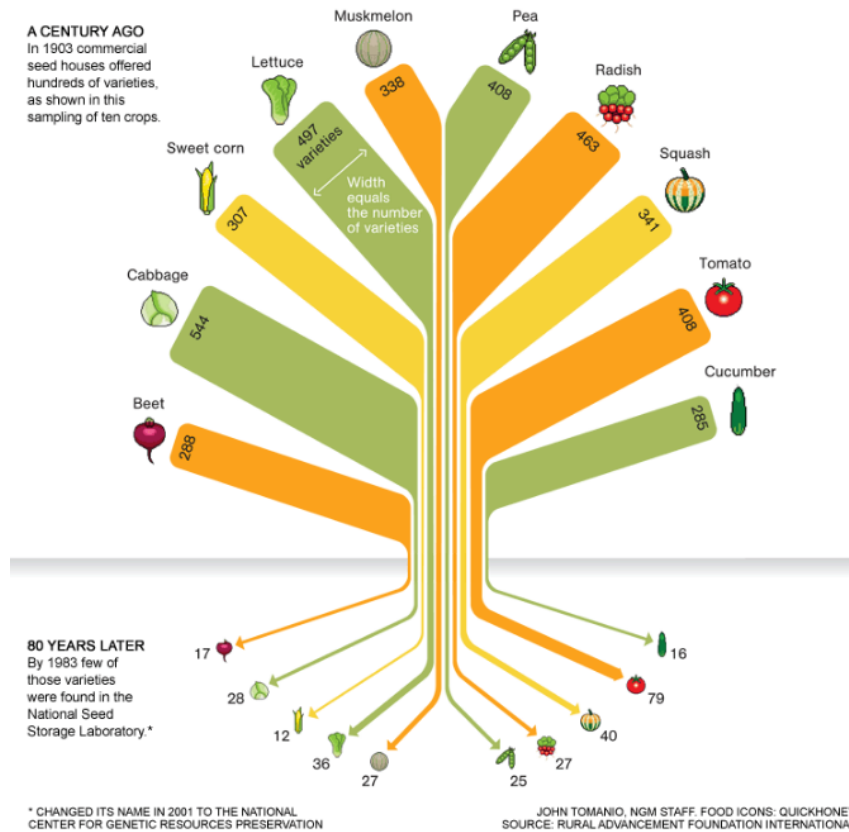 A CENTURY AGO
In 1903 commercial
seed houses offered
hundreds of varieties,
as shown in this
sampling of ten crops.
Muskmelon
338
Pea
408
Lettuce
497
varieties
Width
equals
the number
of varieties
Radish
463
Sweet corn
307
Squash
341
Cabbage
544
Tomato
408
Beet
288
Cucumber
285
80 YEARS LATER
By 1983 few of
those varieties
were found in the
National Seed
Storage Laboratory.*
17
28
12
36
27
25
27
40
79
16
* CHANGED ITS NAME IN 2001 TO THE NATIONAL
CENTER FOR GENETIC RESOURCES PRESERVATION
JOHN TOMANIO, NGM STAFF. FOOD ICONS: QUICKHONE
SOURCE: RURAL ADVANCEMENT FOUNDATION INTERNATIONA